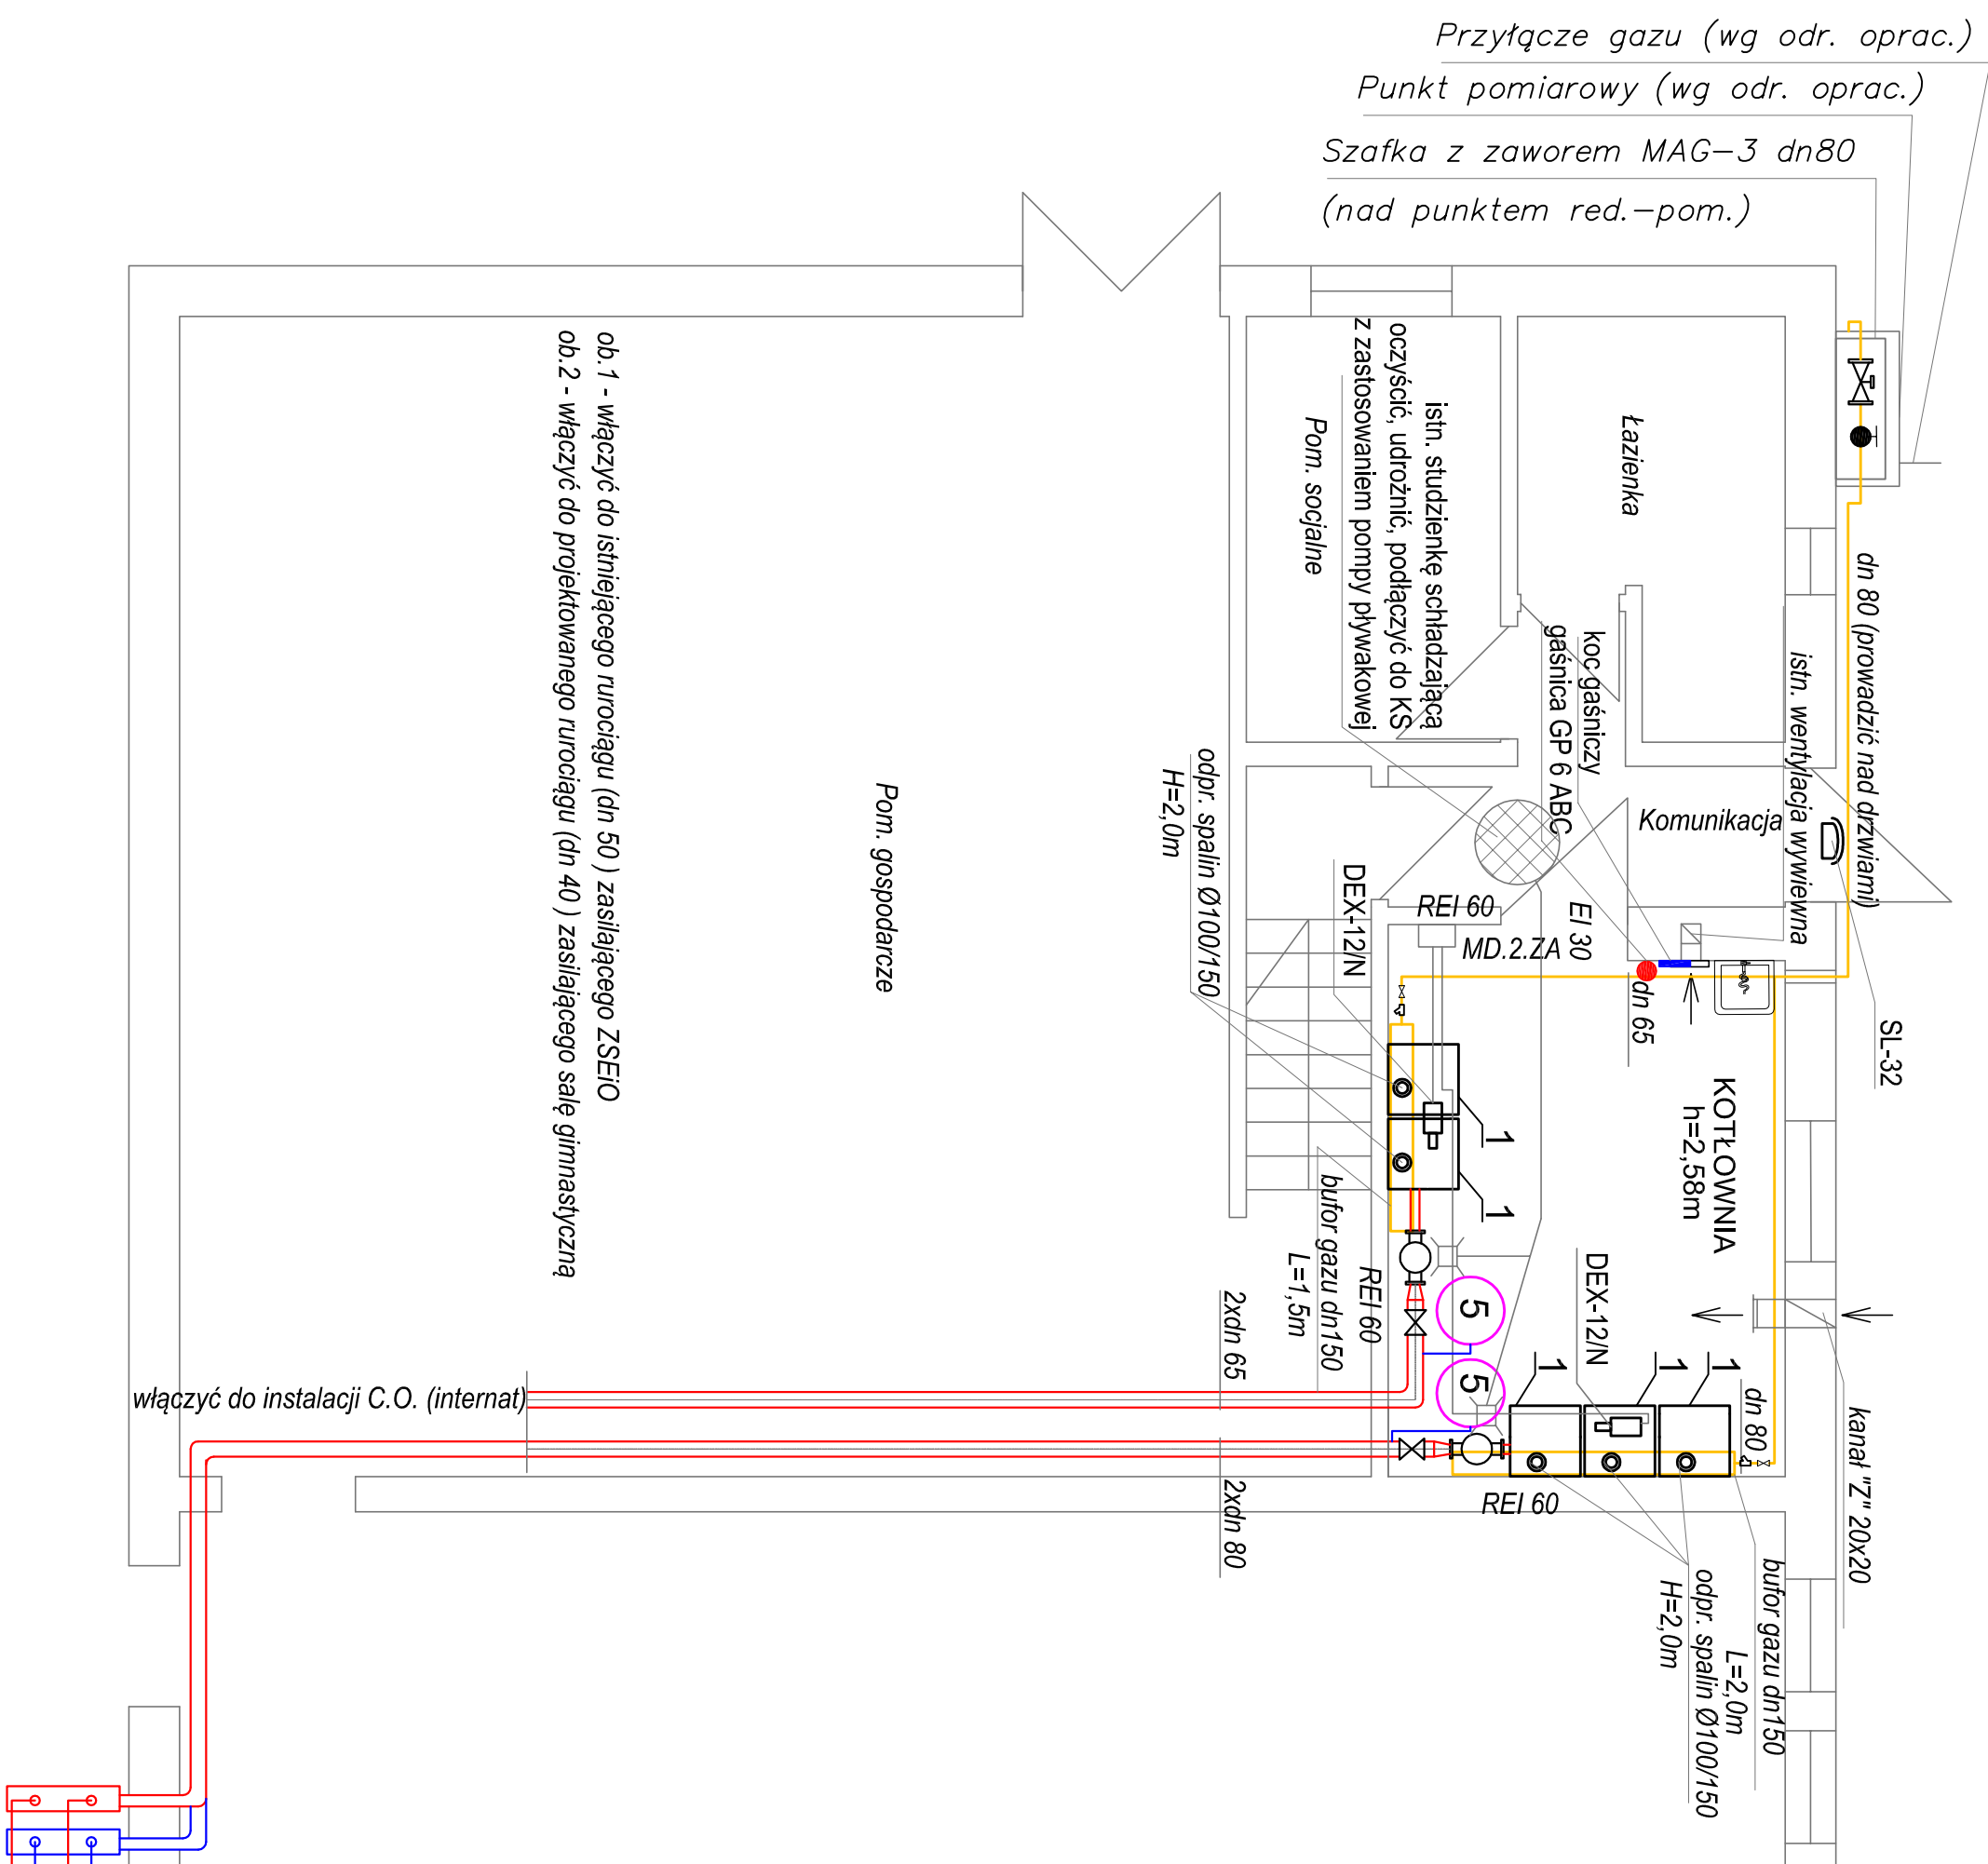 Przyłącze gazu (wg odr. oprac.)
Punkt pomiarowy (wg odr. oprac.)
Szafka z zaworem MAG-3 dn80
(nad punktem red.-pom.)
ob.1 - włączyć do istniejącego rurociągu (dn 50 ) zasilającego ZSEiO
ob.2 - włączyć do projektowanego rurociągu (dn 40 ) zasilającego salę gimnastyczną
Pom. gospodarcze
istn. studzienkę schładzającą
oczyścić, udrożnić, podłączyć do KS
z zastosowaniem pompy pływakowej
Pom. socjalne
Łazienka
koc gaśniczy
gaśnica GP 6 ABC
dn 80 (prowadzić nad drzwiami)
istn. wentylacja wywiewna
Komunikacja
SL-32
odpr. spalin Ø100/150
H=2,0m
DEX-12/N
REI 60
MD.2.ZA
EI 30
dn 65
KOTŁOWNIA
h=2,58m
1
1
bufor gazu dn150
L=1,5m
REI 60
5
5
DEX-12/N
1
1
1
dn 80
kanał "Z" 20x20
2xdn 65
2xdn 80
włączyć do instalacji C.O. (internat)
REI 60
bufor gazu dn150
L=2,0m
odpr. spalin Ø100/150
H=2,0m